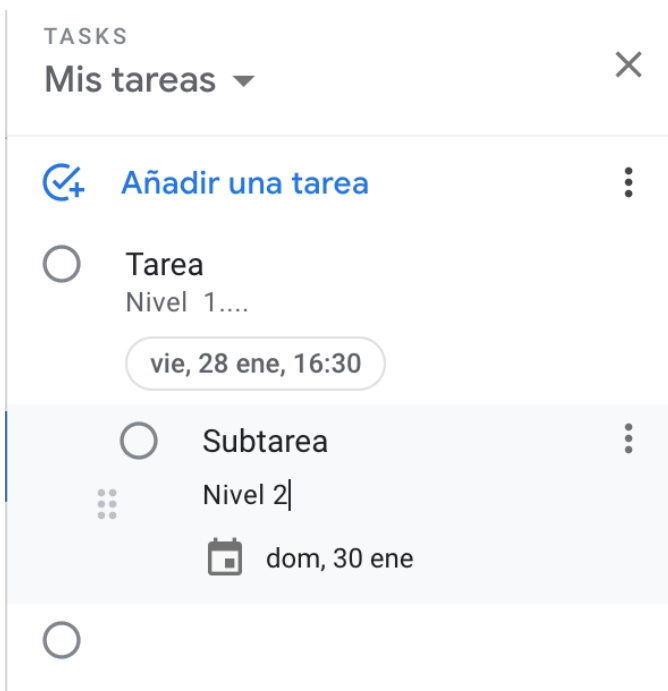 TASKS
Mis tareas
Añadir una tarea
Tarea
Nivel 1....
vie, 28 ene, 16:30
Subtarea
Nivel 2
dom, 30 ene